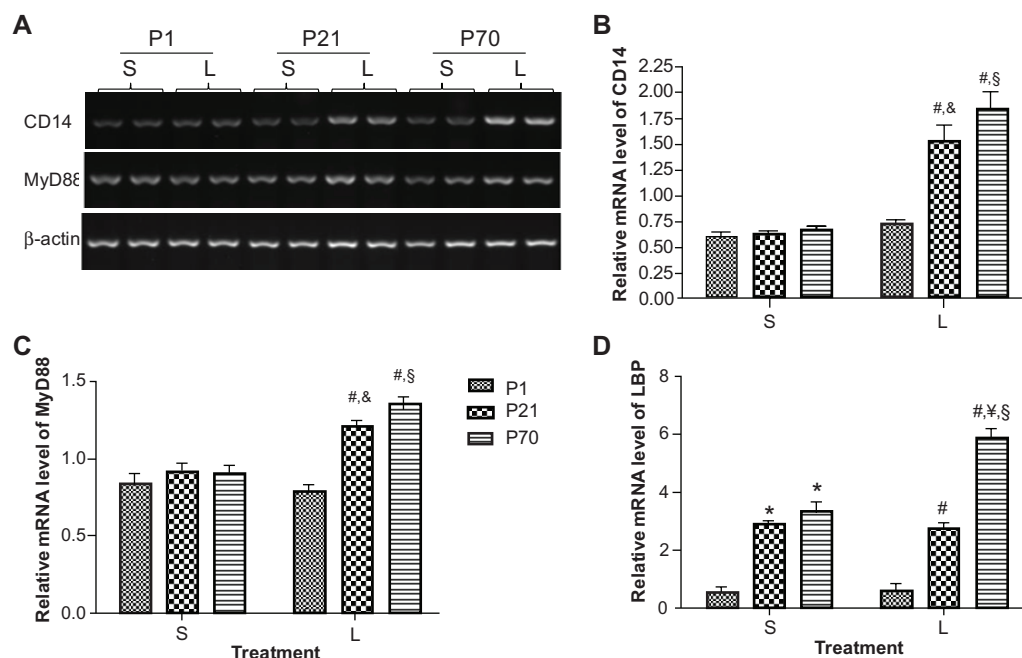 A
P1 P21 P70
S L S L S L
CD14
MyD88
β-actin
B
Relative mRNA level of CD14
2.25
2.00
1.75
1.50
1.25
1.00
0.75
0.50
0.25
0.00
#,&
#,§
S L
C
Relative mRNA level of MyD88
1.5
1.0
0.5
0.0
#,&
#,§
S L
Treatment
P1
P21
P70
D
Relative mRNA level of LBP
8
6
4
2
0
*
*
#
#,¥,§
S L
Treatment